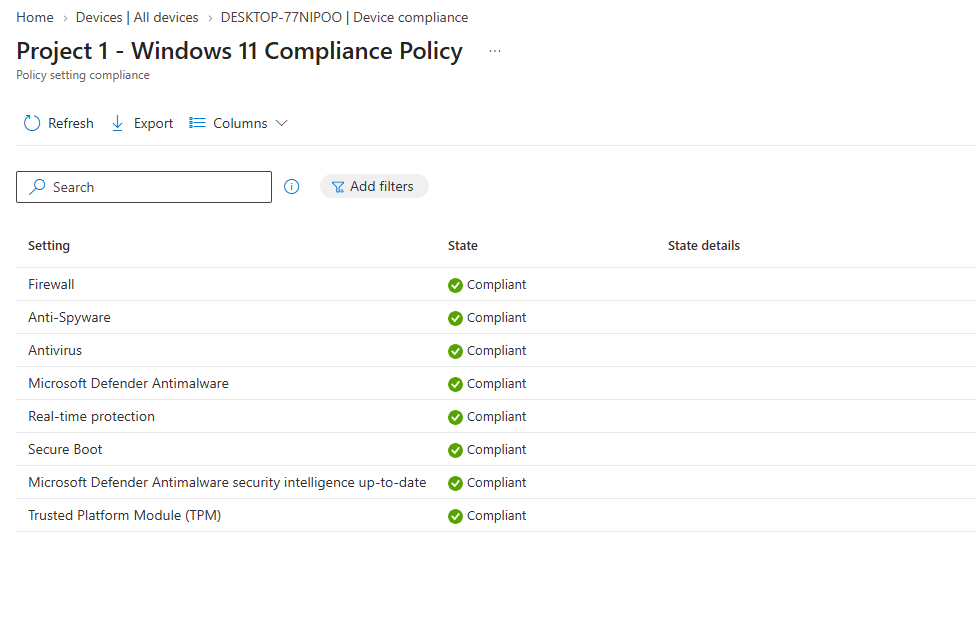 Home > Devices | All devices > DESKTOP-77NIPOO | Device compliance
Project 1 - Windows 11 Compliance Policy ...
Policy setting compliance
Refresh Export Columns
Search Add filters
Setting State State details
Firewall Compliant
Anti-Spyware Compliant
Antivirus Compliant
Microsoft Defender Antimalware Compliant
Real-time protection Compliant
Secure Boot Compliant
Microsoft Defender Antimalware security intelligence up-to-date Compliant
Trusted Platform Module (TPM) Compliant